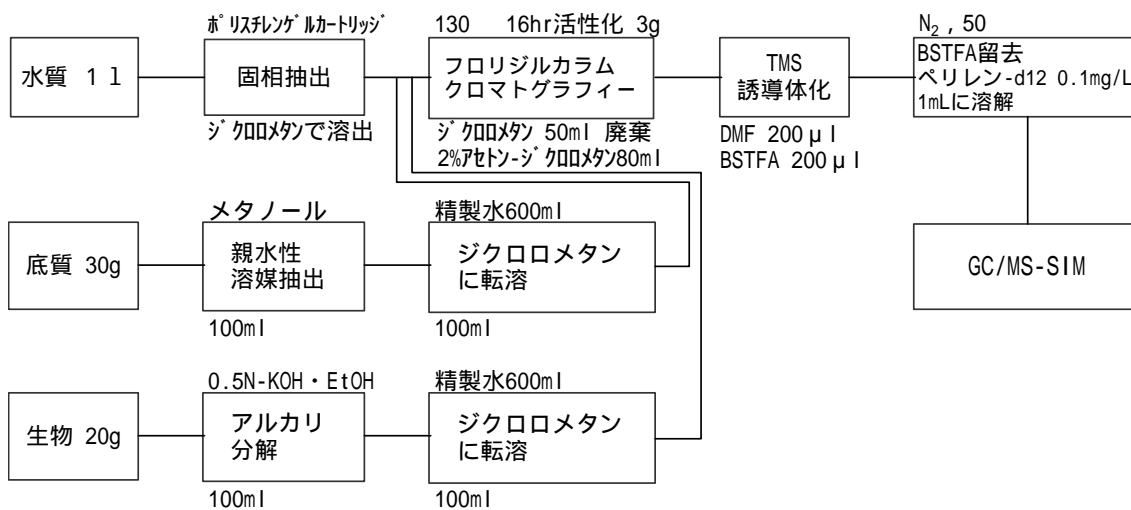 ポリスチレンゲルカートリッジ
水質 1 l
固相抽出
ジクロロメタンで溶出
130 16hr活性化 3g
フロリジルカラム
クロマトグラフィー
ジクロロメタン 50ml 廃棄
2%アセトン-ジクロロメタン80ml
TMS
誘導体化
DMF 200μl
BSTFA 200μl
N₂ , 50
BSTFA留去
ペリレン-d12 0.1mg/L
1mLに溶解
GC/MS-SIM
底質 30g
メタノール
親水性
溶媒抽出
100ml
精製水600ml
ジクロロメタン
に転溶
100ml
生物 20g
0.5N-KOH・EtOH
アルカリ
分解
100ml
精製水600ml
ジクロロメタン
に転溶
100ml